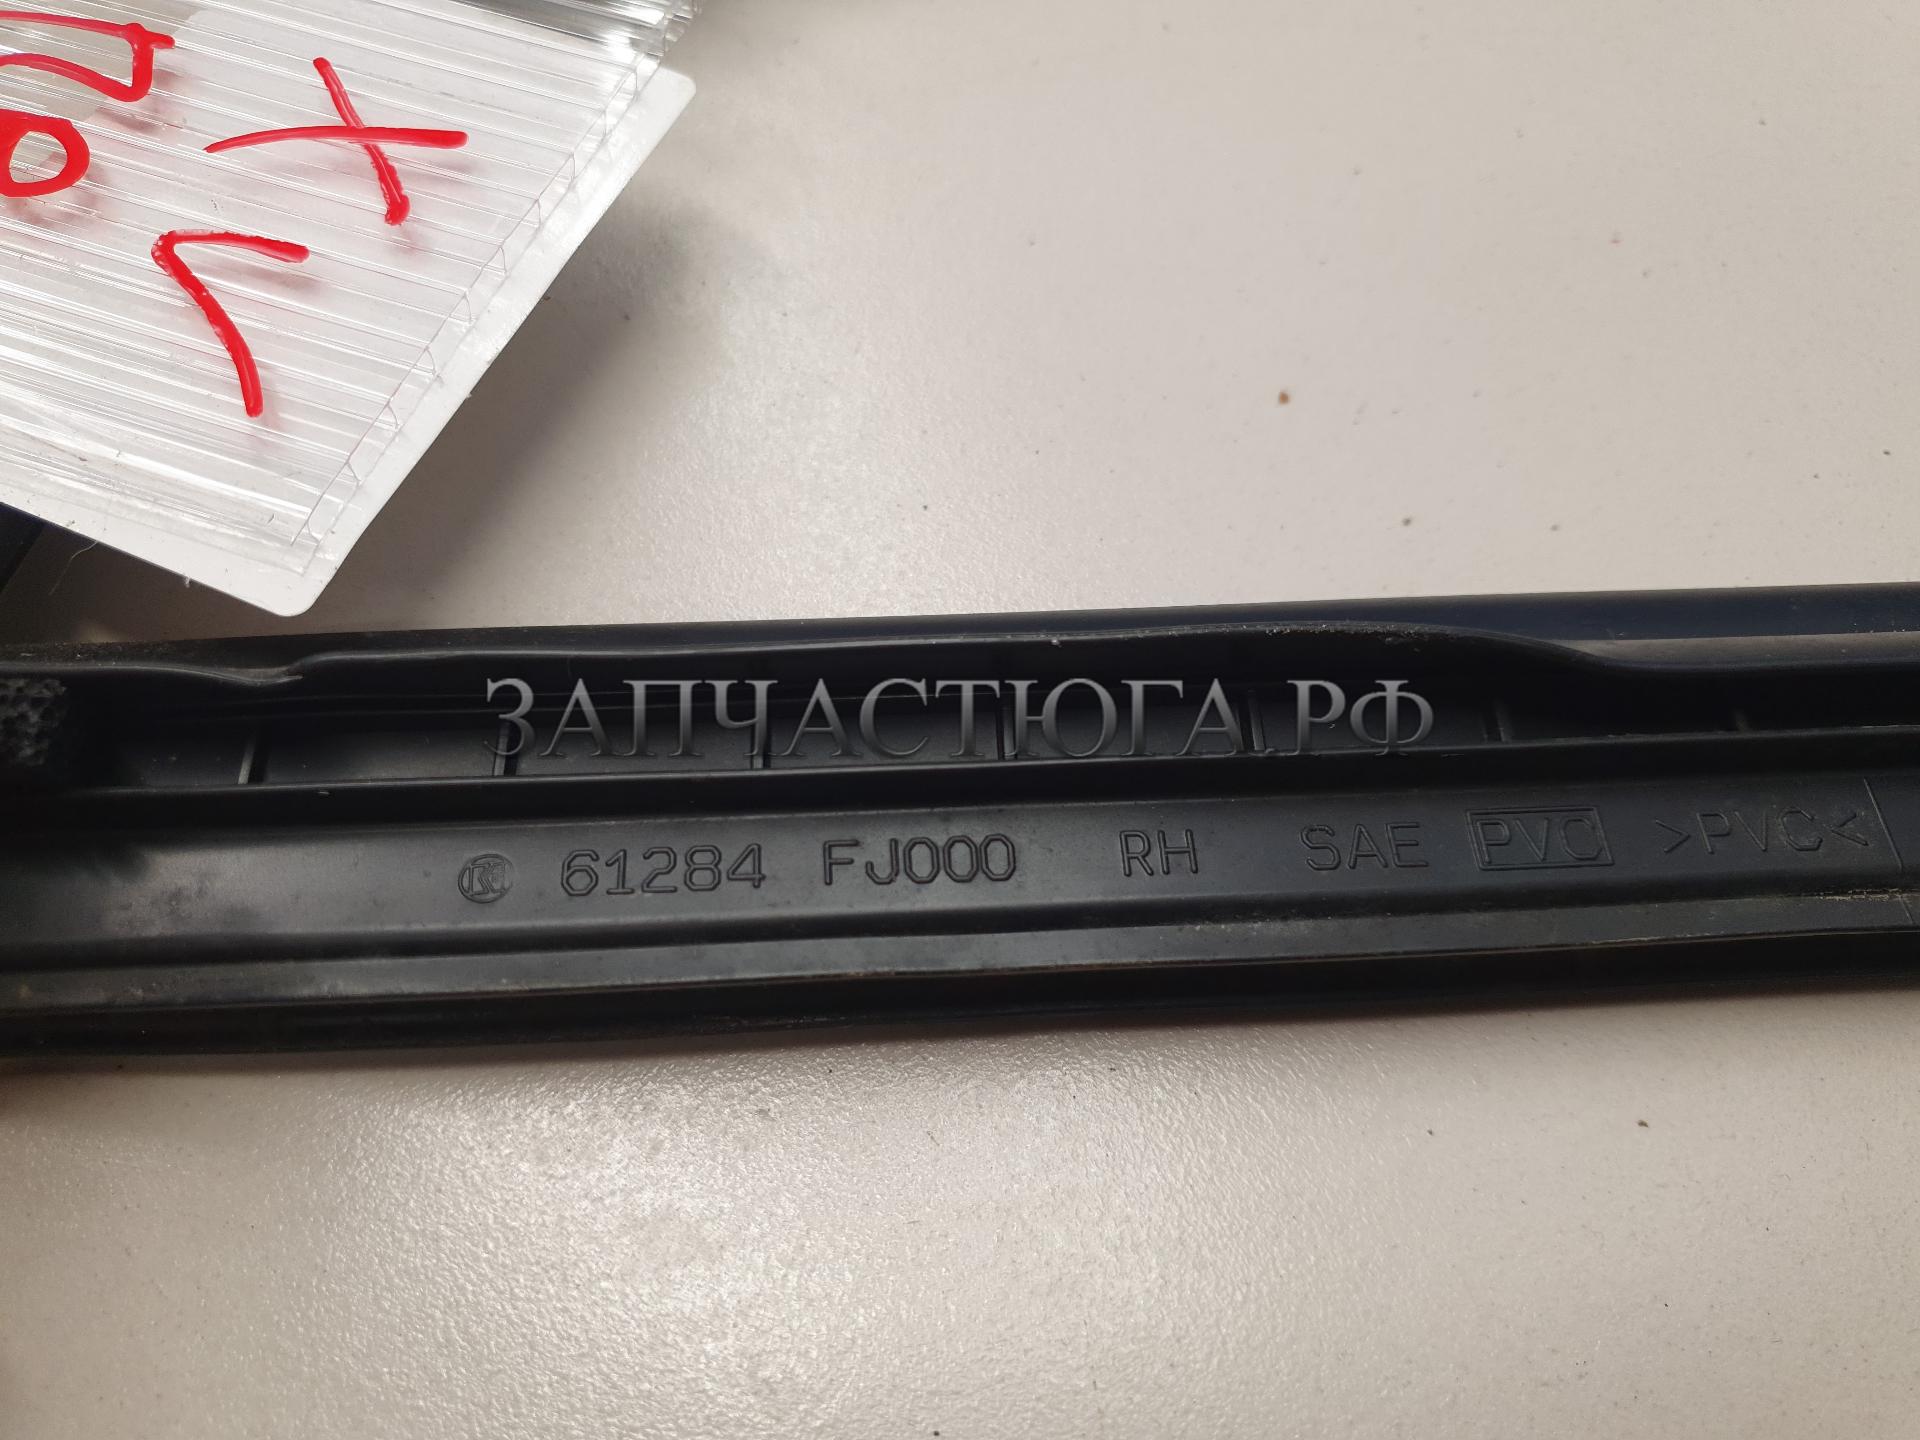 ЗАПЧАСТЮГА.РФ
61284 FJ000 RH SAE PVC >PVC<